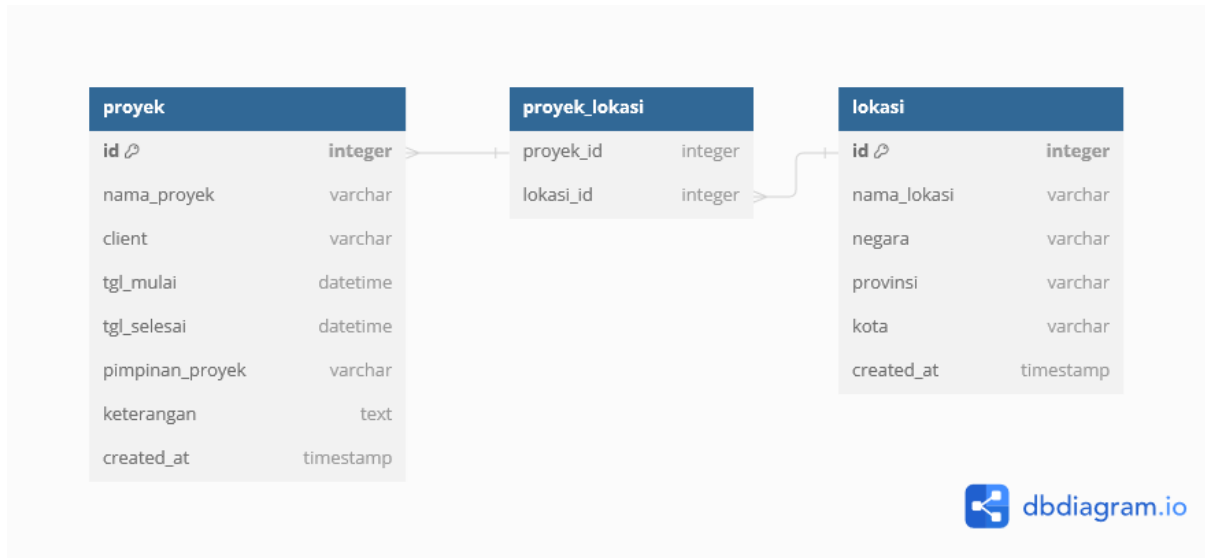 proyek
id integer
nama_proyek varchar
client varchar
tgl_mulai datetime
tgl_selesai datetime
pimpinan_proyek varchar
keterangan text
created_at timestamp
proyek_lokasi
proyek_id integer
lokasi_id integer
lokasi
id integer
nama_lokasi varchar
negara varchar
provinsi varchar
kota varchar
created_at timestamp
dbdiagram.io